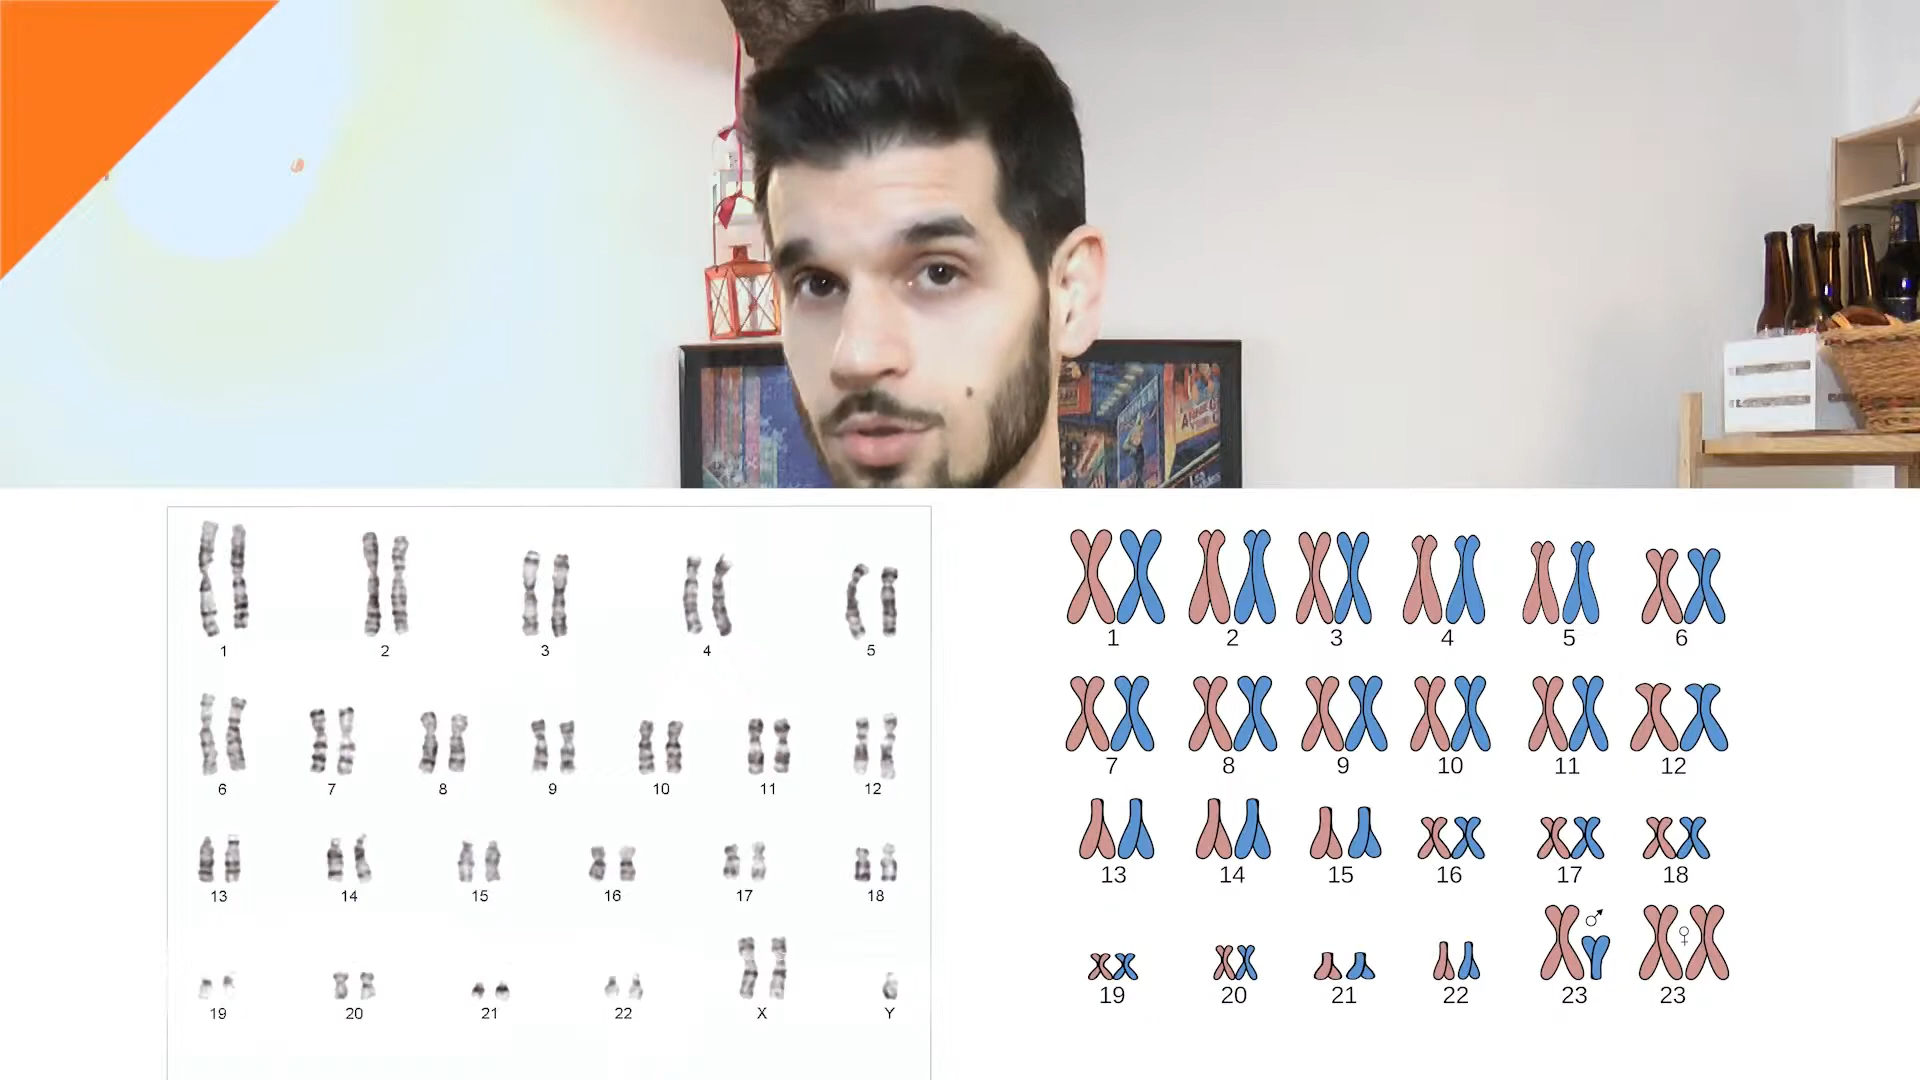 1 2 3 4 5
6 7 8 9 10 11 12
13 14 15 16 17 18
19 20 21 22 X Y
1 2 3 4 5 6
7 8 9 10 11 12
13 14 15 16 17 18
19 20 21 22 23 ♂ 23 ♀